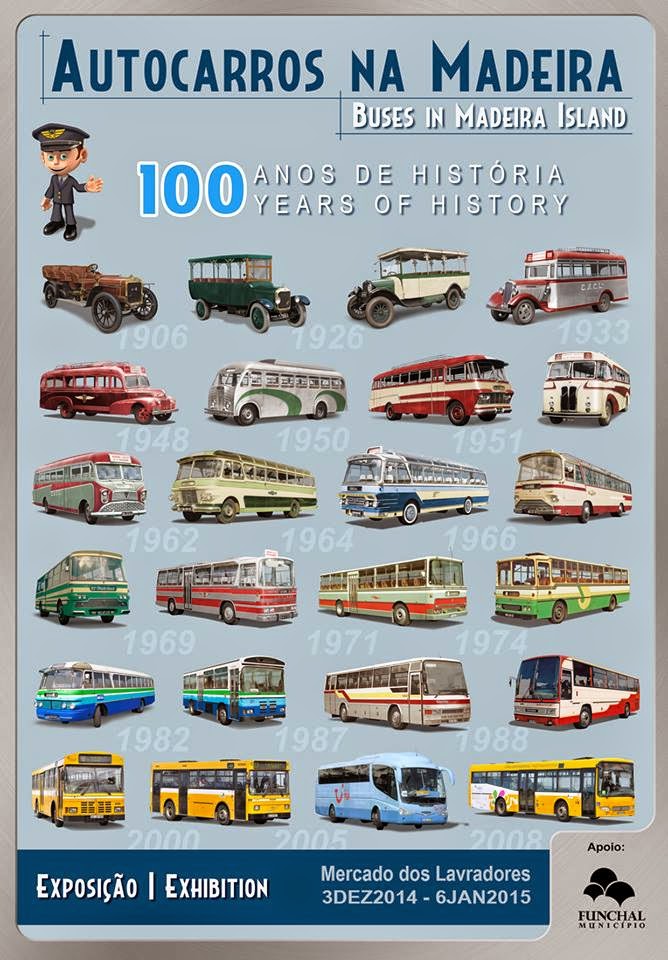 AUTOCARROS NA MADEIRA
BUSES IN MADEIRA ISLAND
100 ANOS DE HISTÓRIA
YEARS OF HISTORY
1906
1926
1933
1948
1950
1951
1962
1964
1966
1969
1971
1974
1982
1987
1988
2000
2005
2008
EXPOSIÇÃO | EXHIBITION
Mercado dos Lavradores
3DEZ2014 - 6JAN2015
Apoio:
FUNCHAL
MUNICÍPIO